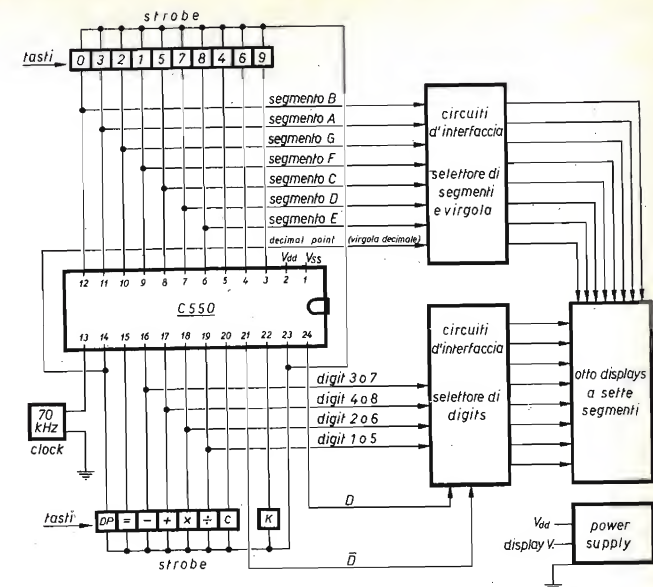 strobe
tasti
0 3 2 1 5 7 8 4 6 9
segmento B
segmento A
segmento G
segmento F
segmento C
segmento D
segmento E
decimal point (virgola decimale)
circuiti
d'interfaccia
selettore di
segmenti
e virgola
Vdd Vss
12 11 10 9 8 7 6 5 4 3 2 1
C550
13 14 15 16 17 18 19 20 21 22 23 24
digit 3 o 7
digit 4 o 8
digit 2 o 6
digit 1 o 5
circuiti
d'interfaccia
selettore di
digits
otto displays
a sette
segmenti
70
kHz
clock
tasti
DP = − + × ÷ C K
strobe
D
D̅
Vdd
display V.
power
supply